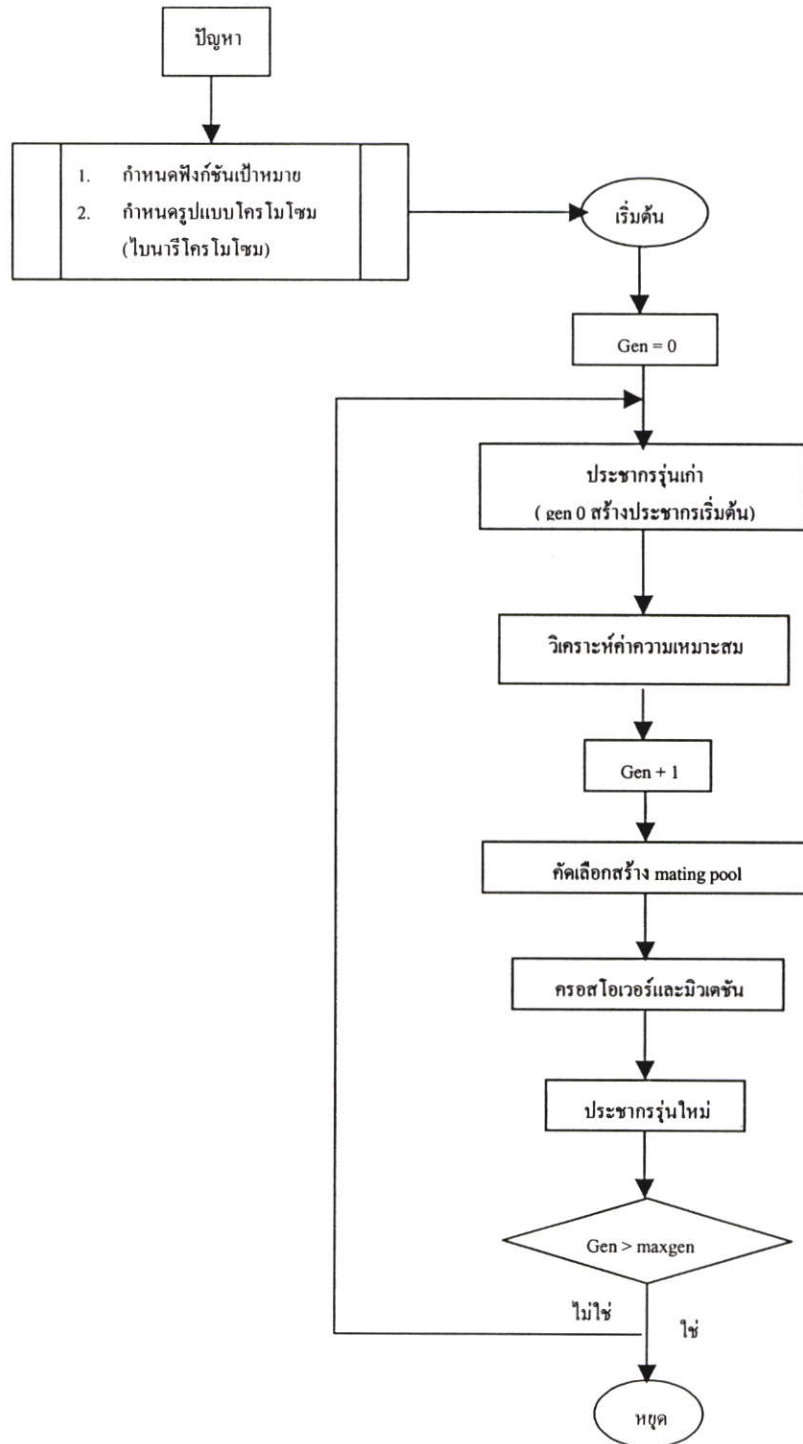 ปัญหา
1. กำหนดฟังก์ชันเป้าหมาย
2. กำหนดรูปแบบโครโมโซม
(ไบนารีโครโมโซม)
เริ่มต้น
Gen = 0
ประชากรรุ่นเก่า
( gen 0 สร้างประชากรเริ่มต้น)
วิเคราะห์ค่าความเหมาะสม
Gen + 1
คัดเลือกสร้าง mating pool
ครอสโอเวอร์และมิวเตชัน
ประชากรรุ่นใหม่
Gen > maxgen
ไม่ใช่
ใช่
หยุด